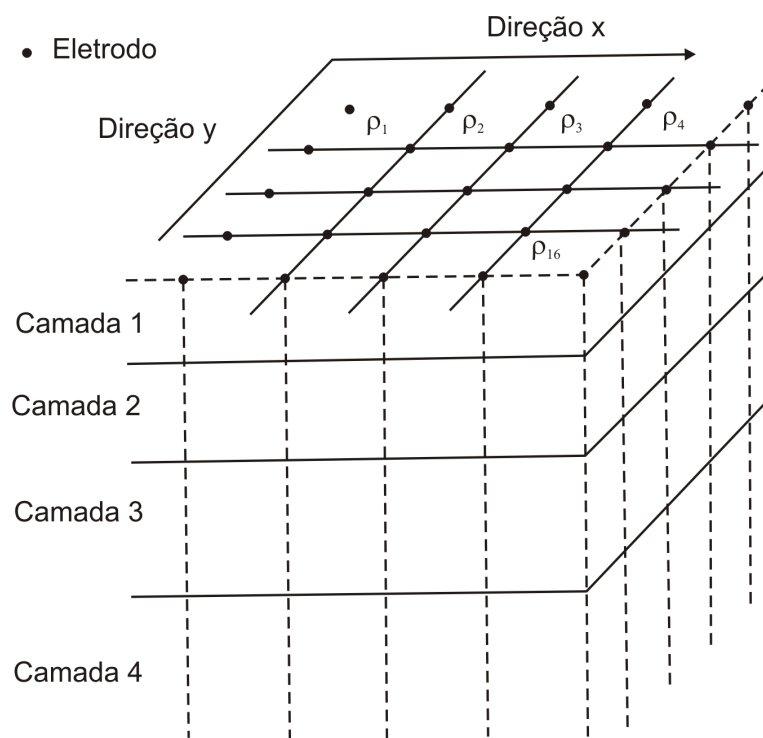 Direção x
Eletrodo
Direção y
ρ1 ρ2 ρ3 ρ4
ρ16
Camada 1
Camada 2
Camada 3
Camada 4